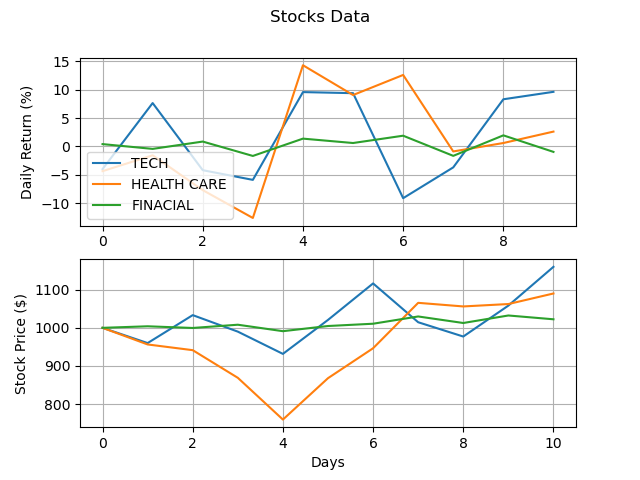 Stocks Data
Daily Return (%)
15
10
5
0
−5
−10
TECH
HEALTH CARE
FINACIAL
0 2 4 6 8
Stock Price ($)
1100
1000
900
800
0 2 4 6 8 10
Days